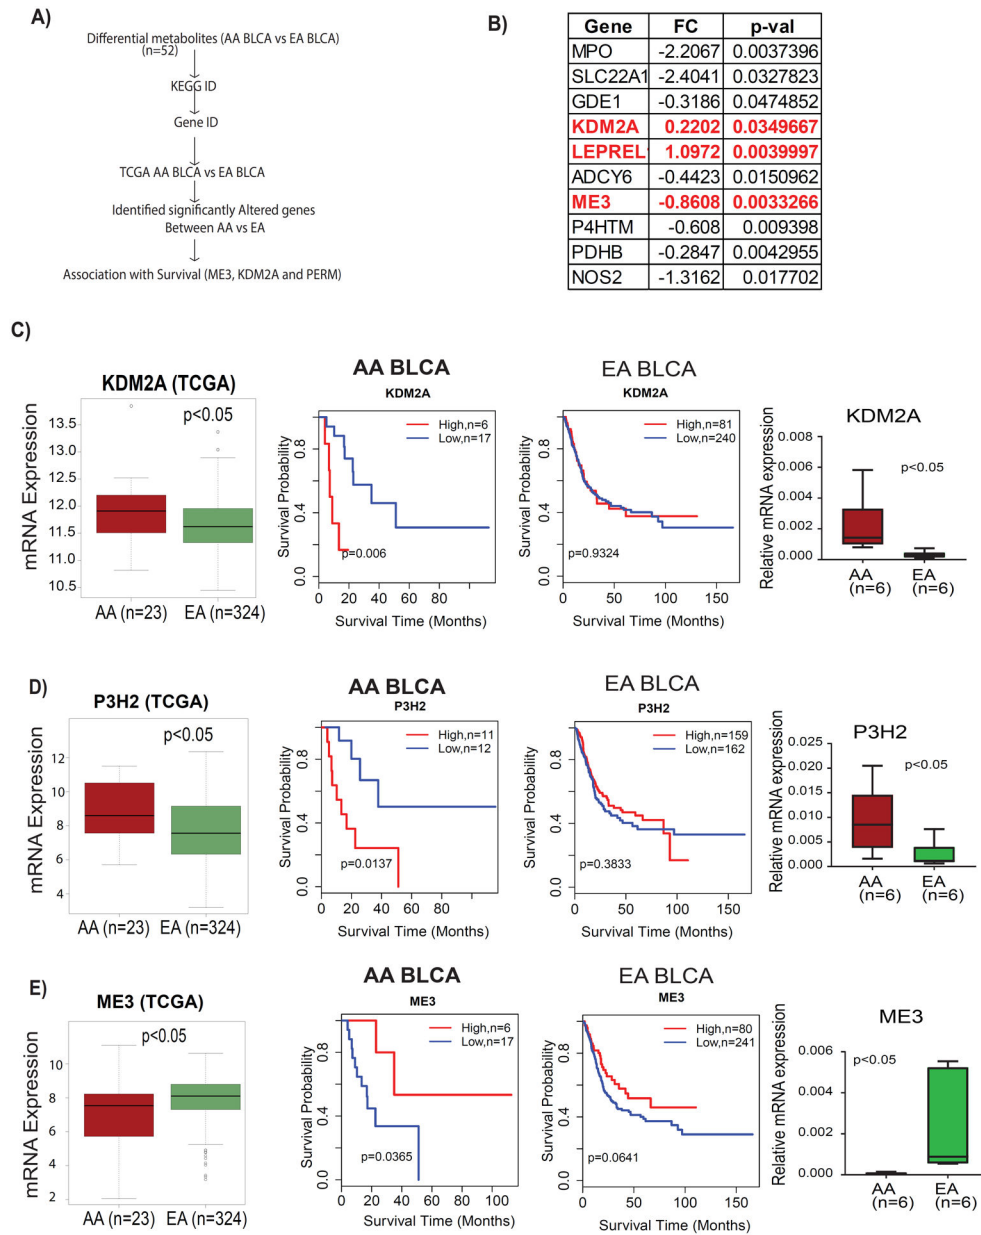 A)
Differential metabolites (AA BLCA vs EA BLCA)
(n=52)
KEGG ID
Gene ID
TCGA AA BLCA vs EA BLCA
Identified significantly Altered genes
Between AA vs EA
Association with Survival (ME3, KDM2A and PERM)
B)
Gene FC p-val
MPO -2.2067 0.0037396
SLC22A1 -2.4041 0.0327823
GDE1 -0.3186 0.0474852
KDM2A 0.2202 0.0349667
LEPREL 1.0972 0.0039997
ADCY6 -0.4423 0.0150962
ME3 -0.8608 0.0033266
P4HTM -0.608 0.009398
PDHB -0.2847 0.0042955
NOS2 -1.3162 0.017702
C)
KDM2A (TCGA)
p<0.05
mRNA Expression
13.5
13.0
12.5
12.0
11.5
11.0
10.5
AA (n=23) EA (n=324)
AA BLCA
KDM2A
High,n=6
Low,n=17
Survival Probability
0.8
0.4
0.0
p=0.006
0 20 40 60 80
Survival Time (Months)
EA BLCA
KDM2A
High,n=81
Low,n=240
Survival Probability
0.8
0.4
0.0
p=0.9324
0 50 100 150
Survival Time (Months)
KDM2A
p<0.05
Relative mRNA expression
0.008
0.006
0.004
0.002
0.000
AA EA
(n=6) (n=6)
D)
P3H2 (TCGA)
p<0.05
mRNA Expression
12
10
8
6
4
AA (n=23) EA (n=324)
AA BLCA
P3H2
High,n=11
Low,n=12
Survival Probability
0.8
0.4
0.0
p=0.0137
0 20 40 60 80
Survival Time (Months)
EA BLCA
P3H2
High,n=159
Low,n=162
Survival Probability
0.8
0.4
0.0
p=0.3833
0 50 100 150
Survival Time (Months)
P3H2
p<0.05
Relative mRNA expression
0.025
0.020
0.015
0.010
0.005
0.000
AA EA
(n=6) (n=6)
E)
ME3 (TCGA)
p<0.05
mRNA Expression
10
8
6
4
2
AA (n=23) EA (n=324)
AA BLCA
ME3
High,n=6
Low,n=17
Survival Probability
0.8
0.4
0.0
p=0.0365
0 20 40 60 80 100
Survival Time (Months)
EA BLCA
ME3
High,n=80
Low,n=241
Survival Probability
0.8
0.4
0.0
p=0.0641
0 50 100 150
Survival Time (Months)
ME3
p<0.05
Relative mRNA expression
0.006
0.004
0.002
0.000
AA EA
(n=6) (n=6)